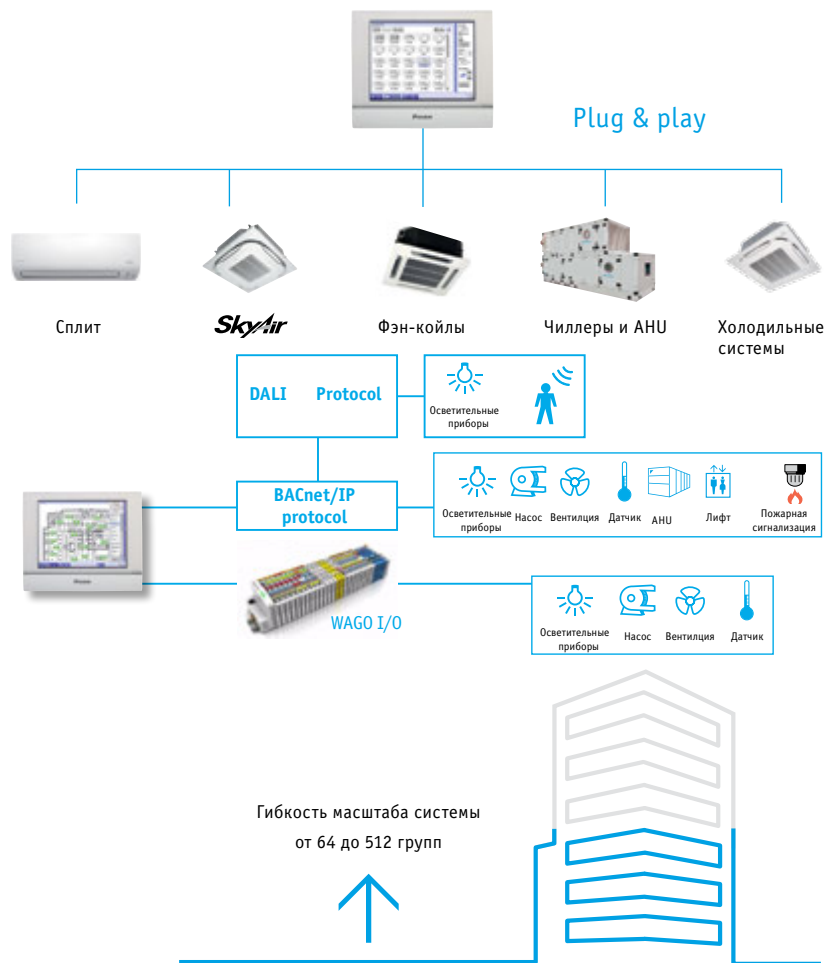 Plug & play
Сплит
SkyAir
Фэн-койлы
Чиллеры и AHU
Холодильные
системы
DALI Protocol
Осветительные
приборы
BACnet/IP
protocol
Осветительные
приборы
Насос
Вентилция
Датчик
AHU
Лифт
Пожарная
сигнализация
WAGO I/O
Осветительные
приборы
Насос
Вентилция
Датчик
Гибкость масштаба системы
от 64 до 512 групп